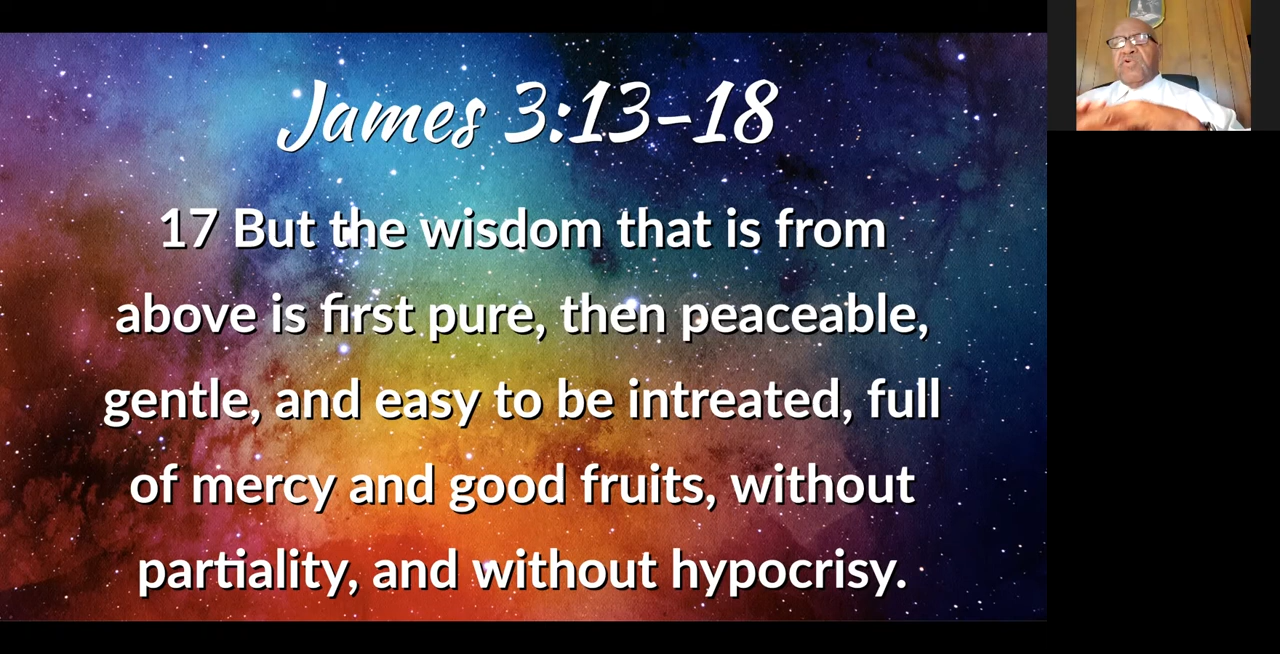 James 3:13-18
17 But the wisdom that is from
above is first pure, then peaceable,
gentle, and easy to be intreated, full
of mercy and good fruits, without
partiality, and without hypocrisy.